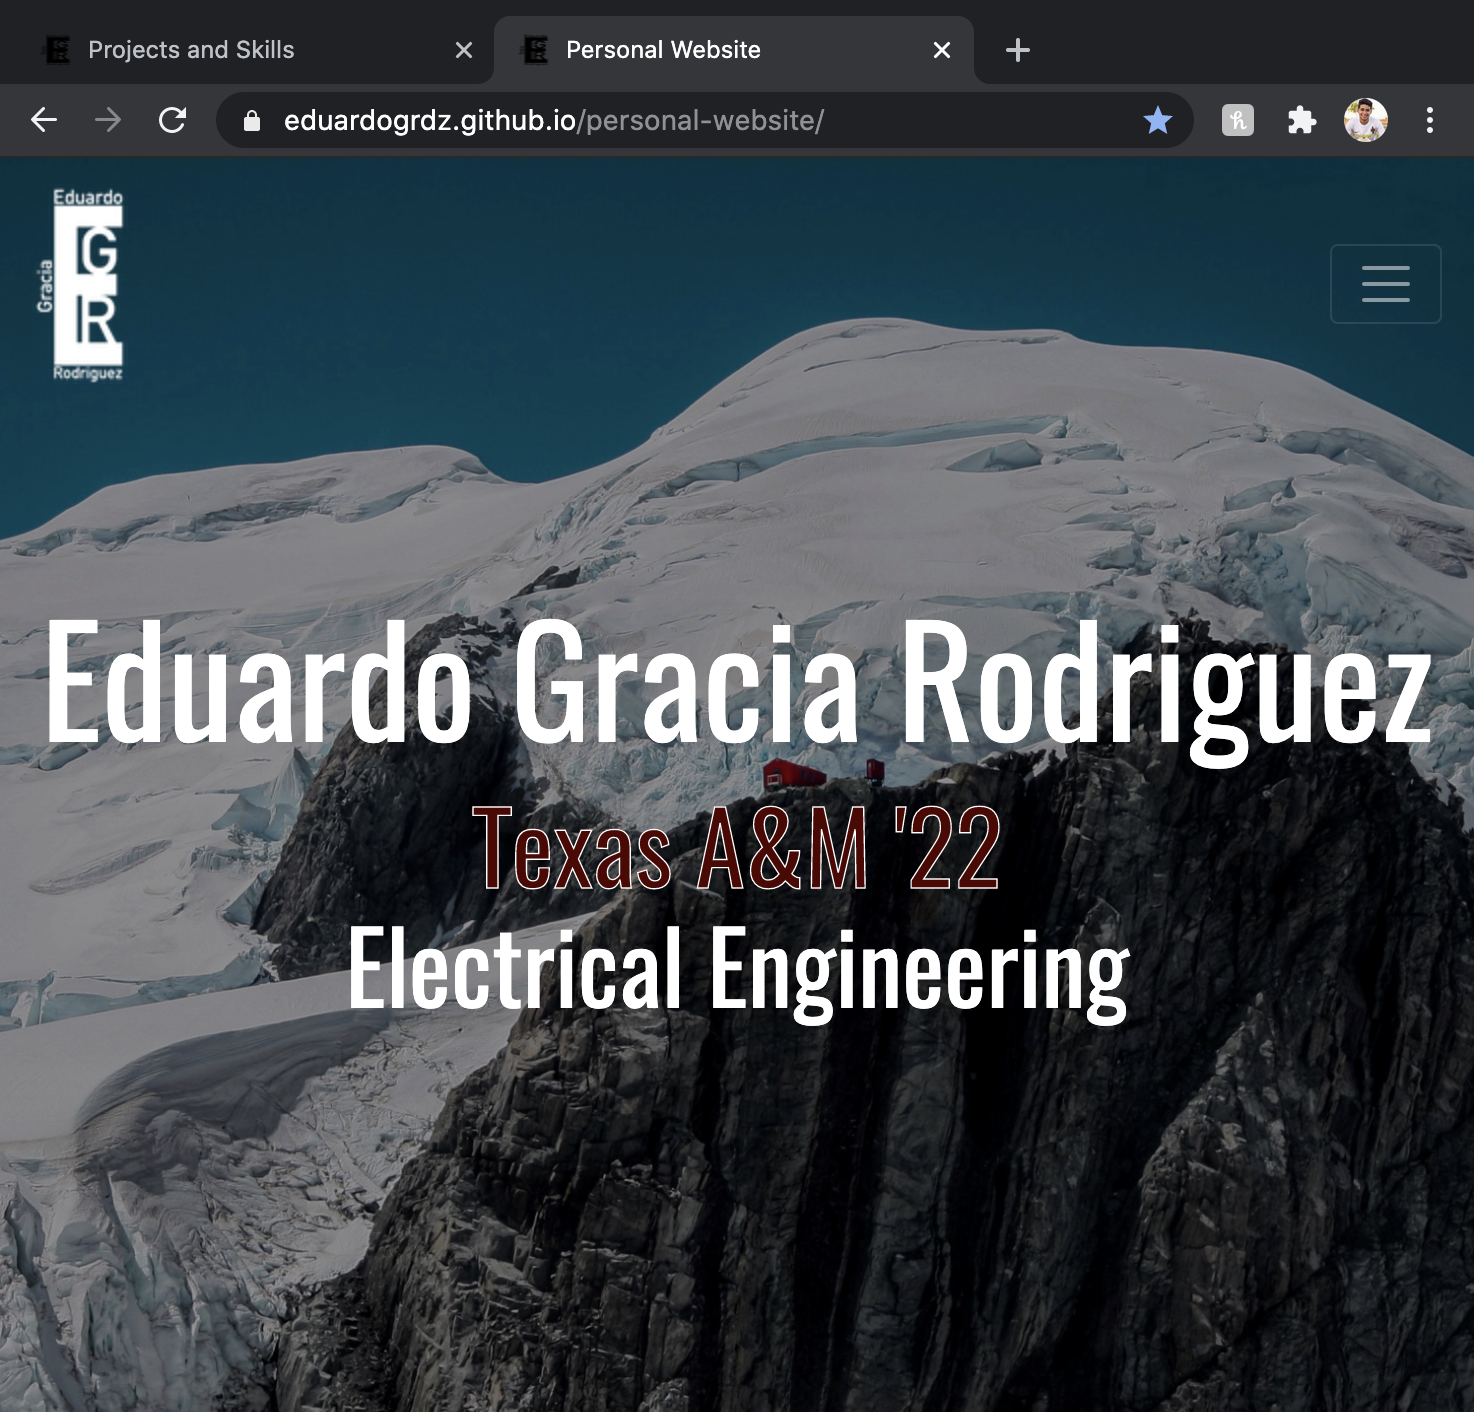 Projects and Skills
Personal Website
eduardogrdz.github.io/personal-website/
Eduardo
Gracia
GR
Rodriguez
Eduardo Gracia Rodriguez
Texas A&M '22
Electrical Engineering